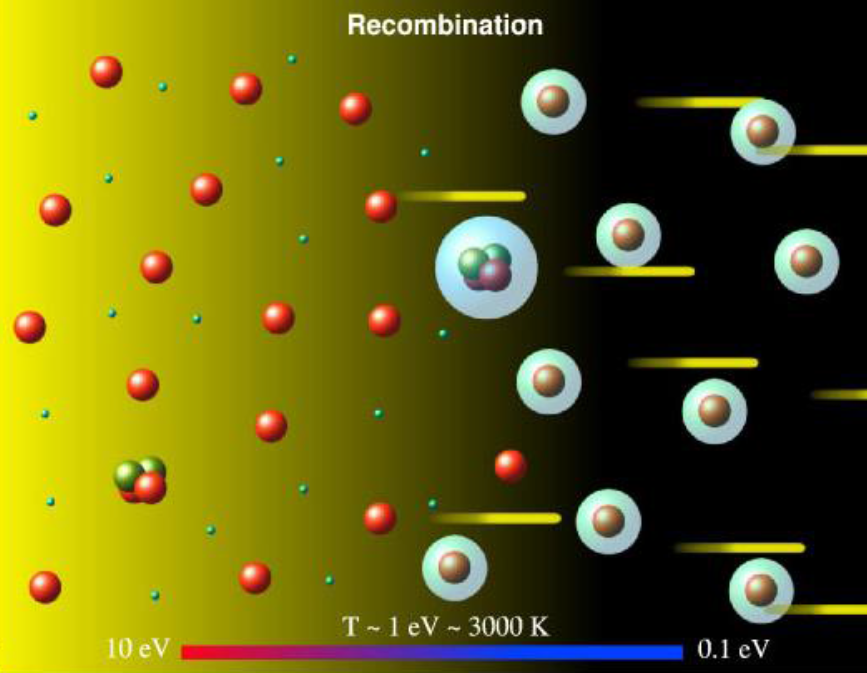 Recombination
T ~ 1 eV ~ 3000 K
10 eV
0.1 eV